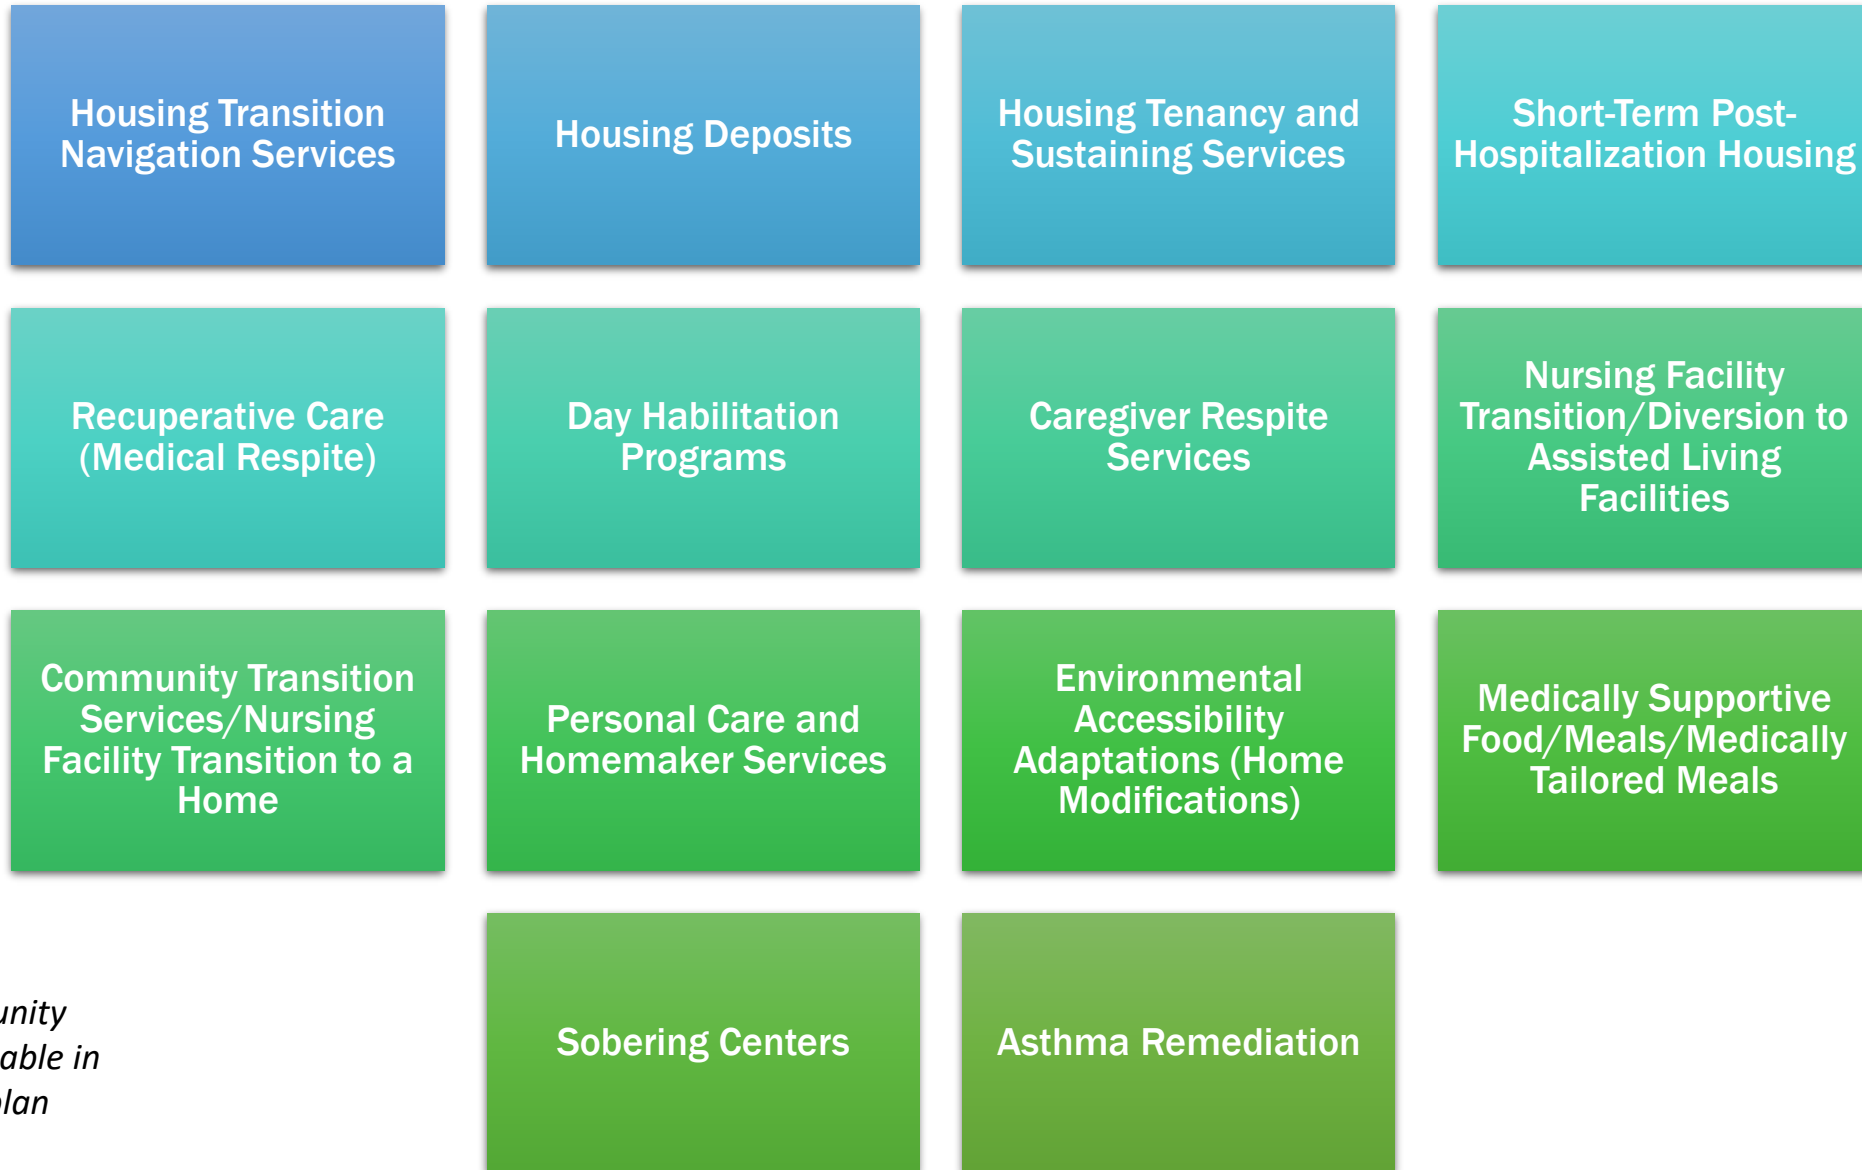 Housing Transition
Navigation Services
Housing Deposits
Housing Tenancy and
Sustaining Services
Short-Term Post-
Hospitalization Housing
Recuperative Care
(Medical Respite)
Day Habilitation
Programs
Caregiver Respite
Services
Nursing Facility
Transition/Diversion to
Assisted Living
Facilities
Community Transition
Services/Nursing
Facility Transition to a
Home
Personal Care and
Homemaker Services
Environmental
Accessibility
Adaptations (Home
Modifications)
Medically Supportive
Food/Meals/Medically
Tailored Meals
Sobering Centers
Asthma Remediation
in